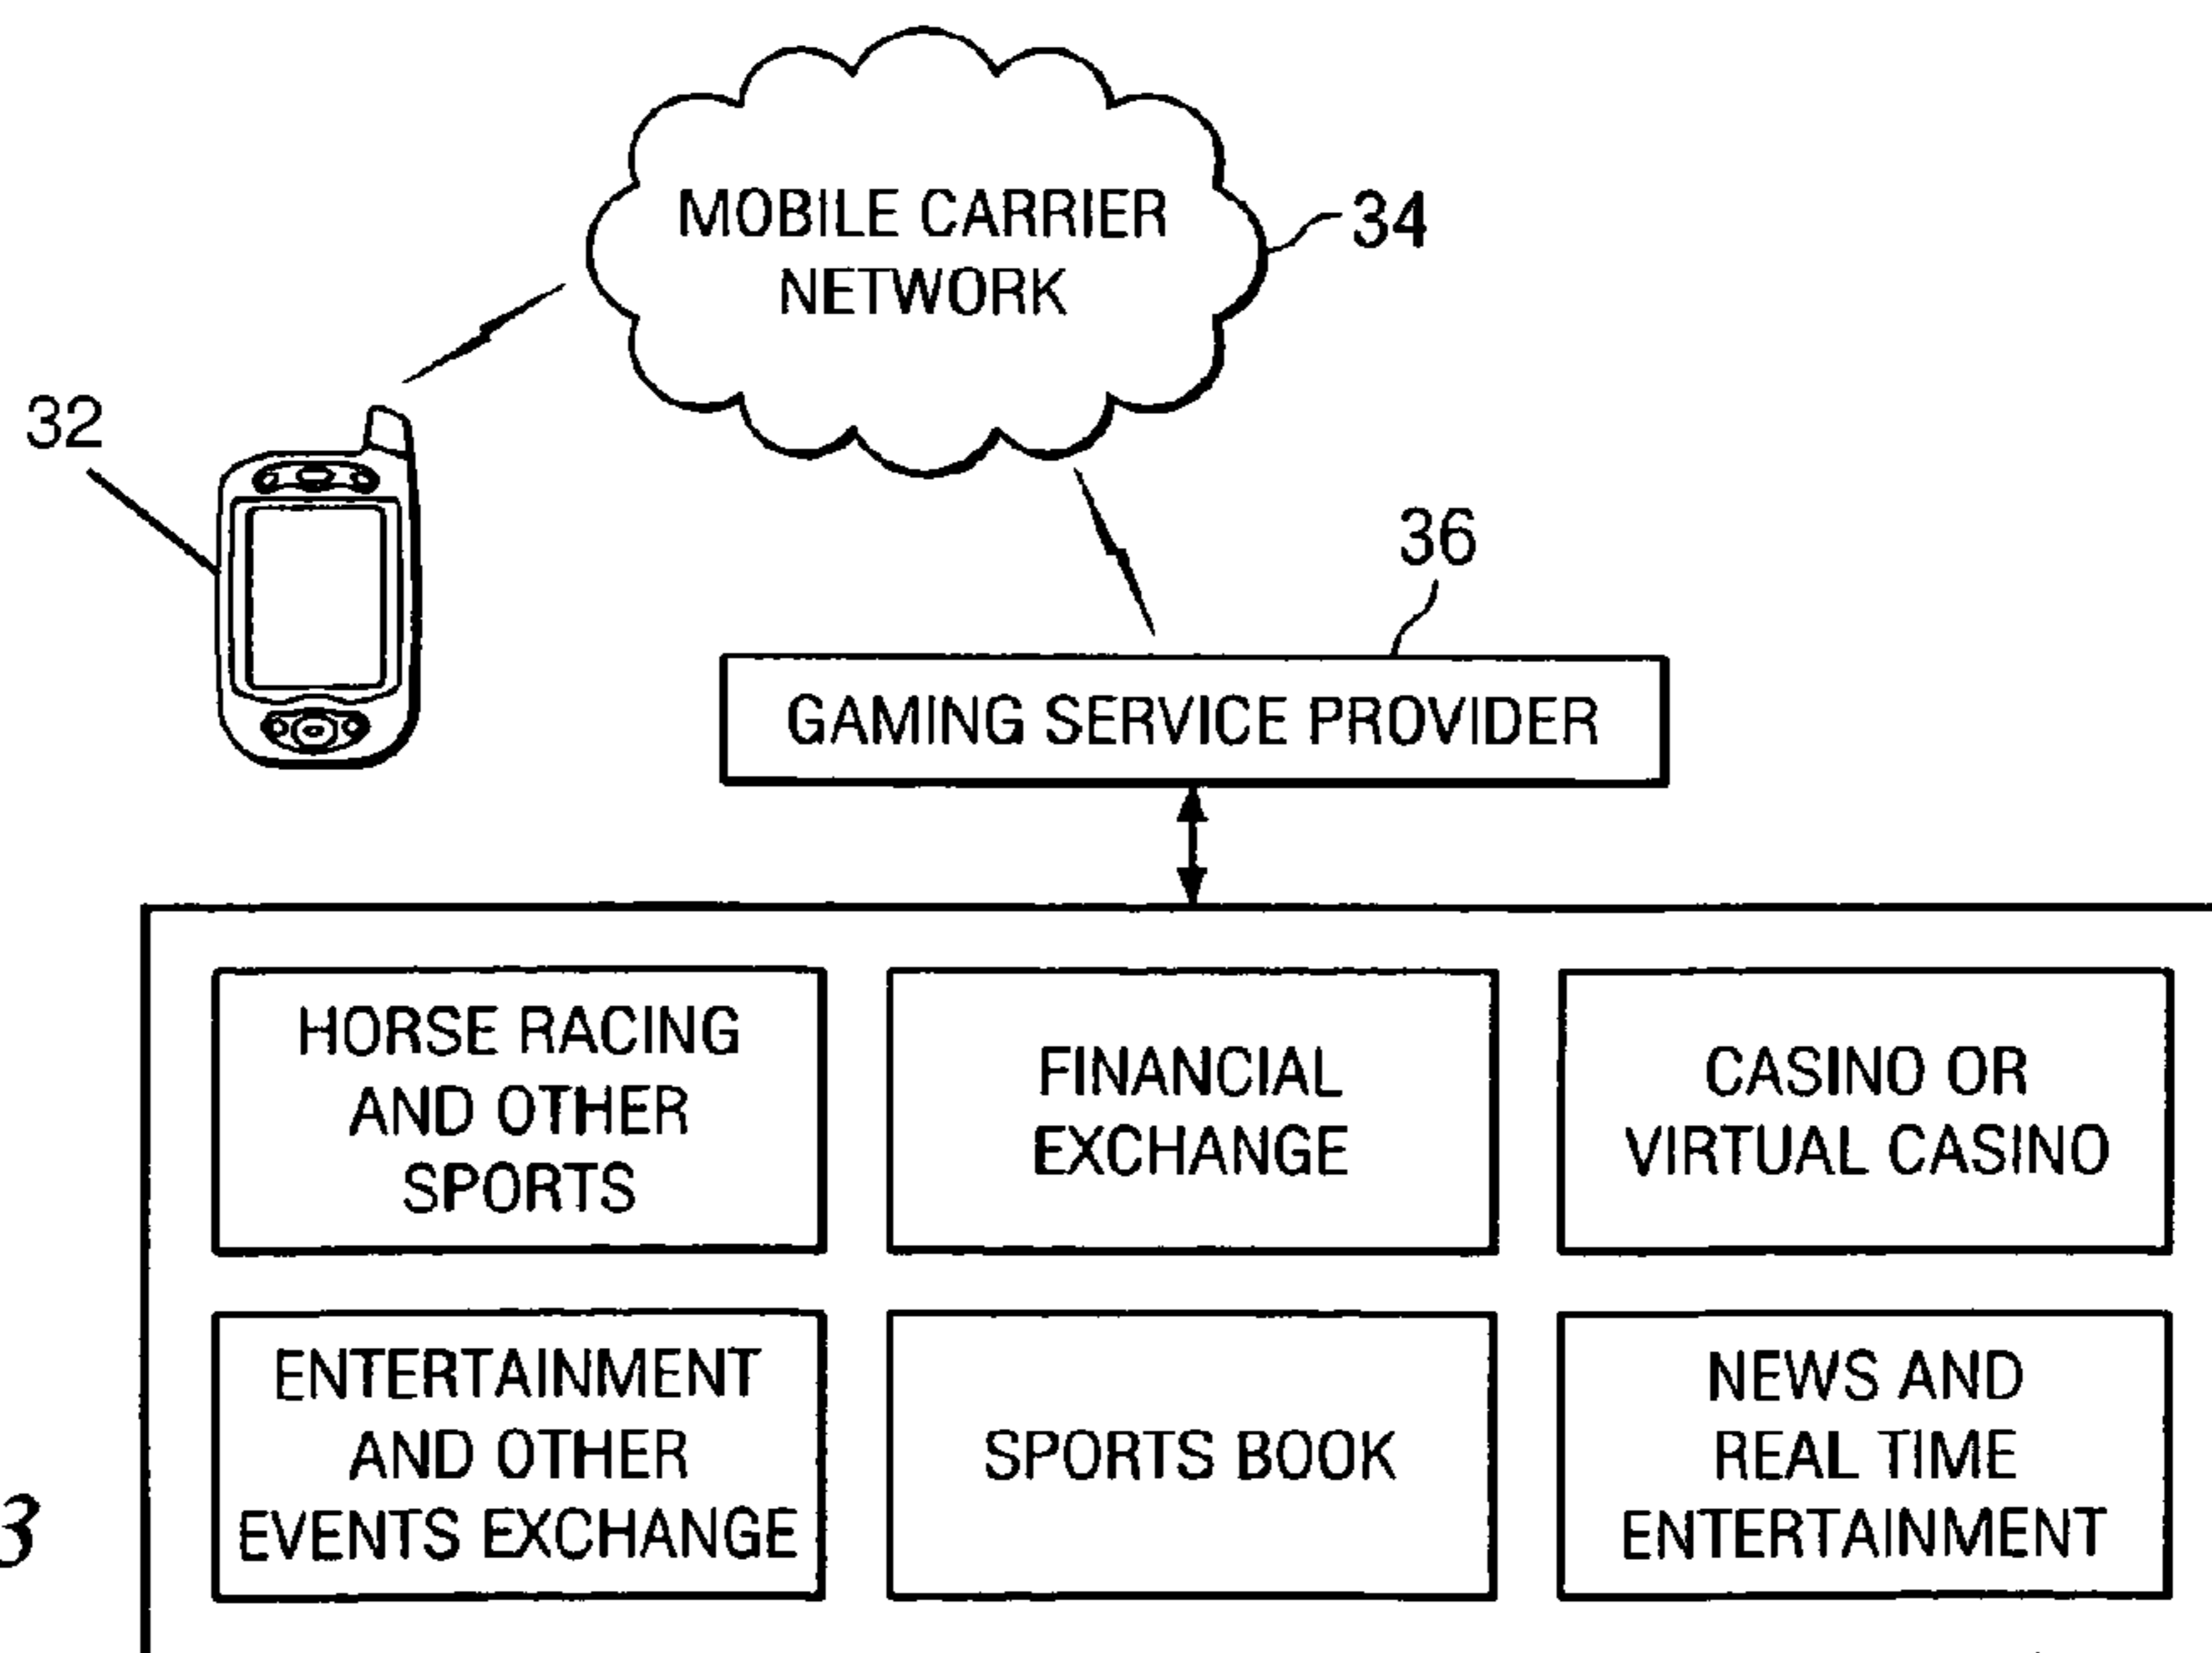 MOBILE CARRIER
NETWORK
34
32
36
GAMING SERVICE PROVIDER
HORSE RACING
AND OTHER
SPORTS
FINANCIAL
EXCHANGE
CASINO OR
VIRTUAL CASINO
ENTERTAINMENT
AND OTHER
EVENTS EXCHANGE
SPORTS BOOK
NEWS AND
REAL TIME
ENTERTAINMENT
3